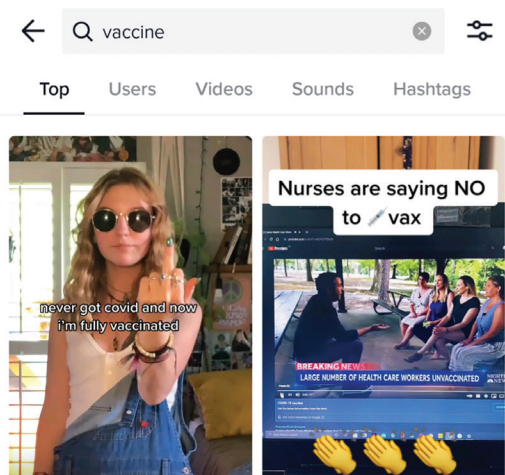 vaccine
Top Users Videos Sounds Hashtags
never got covid and now
i'm fully vaccinated
Nurses are saying NO
to 💉 vax
BREAKING NEWS
LARGE NUMBER OF HEALTH CARE WORKERS UNVACCINATED
👏👏👏